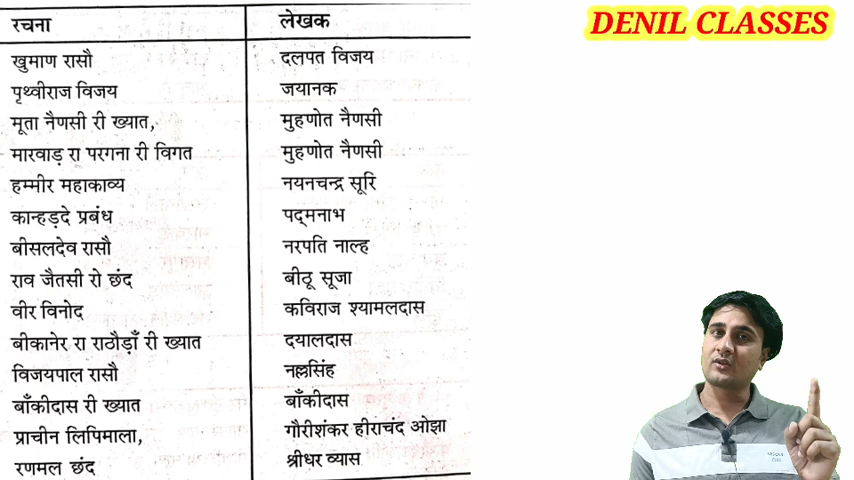 DENIL CLASSES
रचना लेखक
खुमाण रासौ दलपत विजय
पृथ्वीराज विजय जयानक
मूता नैणसी री ख्यात, मुहणोत नैणसी
मारवाड़ रा परगना री विगत मुहणोत नैणसी
हम्मीर महाकाव्य नयनचन्द्र सूरि
कान्हड़दे प्रबंध पद्मनाभ
बीसलदेव रासौ नरपति नाल्ह
राव जैतसी रो छंद बीठू सूजा
वीर विनोद कविराज श्यामलदास
बीकानेर रा राठौड़ाँ री ख्यात दयालदास
विजयपाल रासौ नल्लसिंह
बाँकीदास री ख्यात बाँकीदास
प्राचीन लिपिमाला, गौरीशंकर हीराचंद ओझा
रणमल छंद श्रीधर व्यास